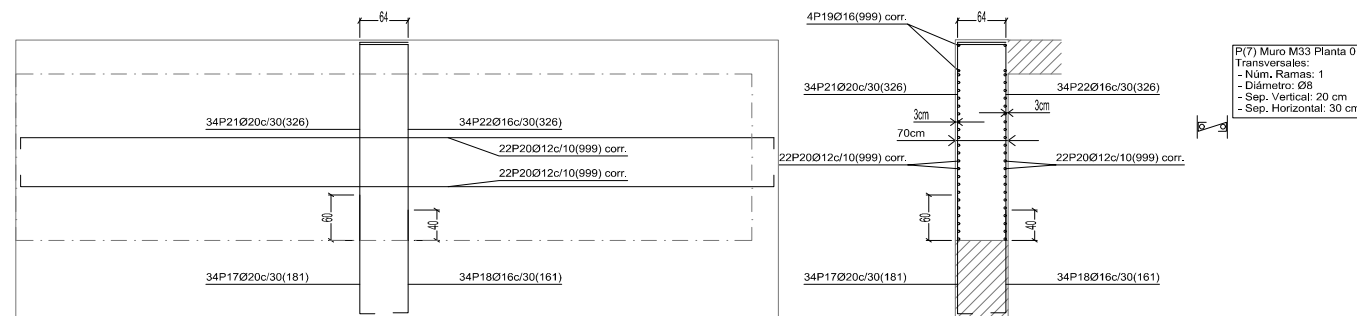 64
34P21Ø20c/30(326)
34P22Ø16c/30(326)
22P20Ø12c/10(999) corr.
22P20Ø12c/10(999) corr.
60
40
34P17Ø20c/30(181)
34P18Ø16c/30(161)
64
4P19Ø16(999) corr.
34P21Ø20c/30(326)
34P22Ø16c/30(326)
3cm
3cm
70cm
22P20Ø12c/10(999) corr.
22P20Ø12c/10(999) corr.
60
40
34P17Ø20c/30(181)
34P18Ø16c/30(161)
P(7) Muro M33 Planta 0
Transversales:
- Núm. Ramas: 1
- Diámetro: Ø8
- Sep. Vertical: 20 cm
- Sep. Horizontal: 30 cm